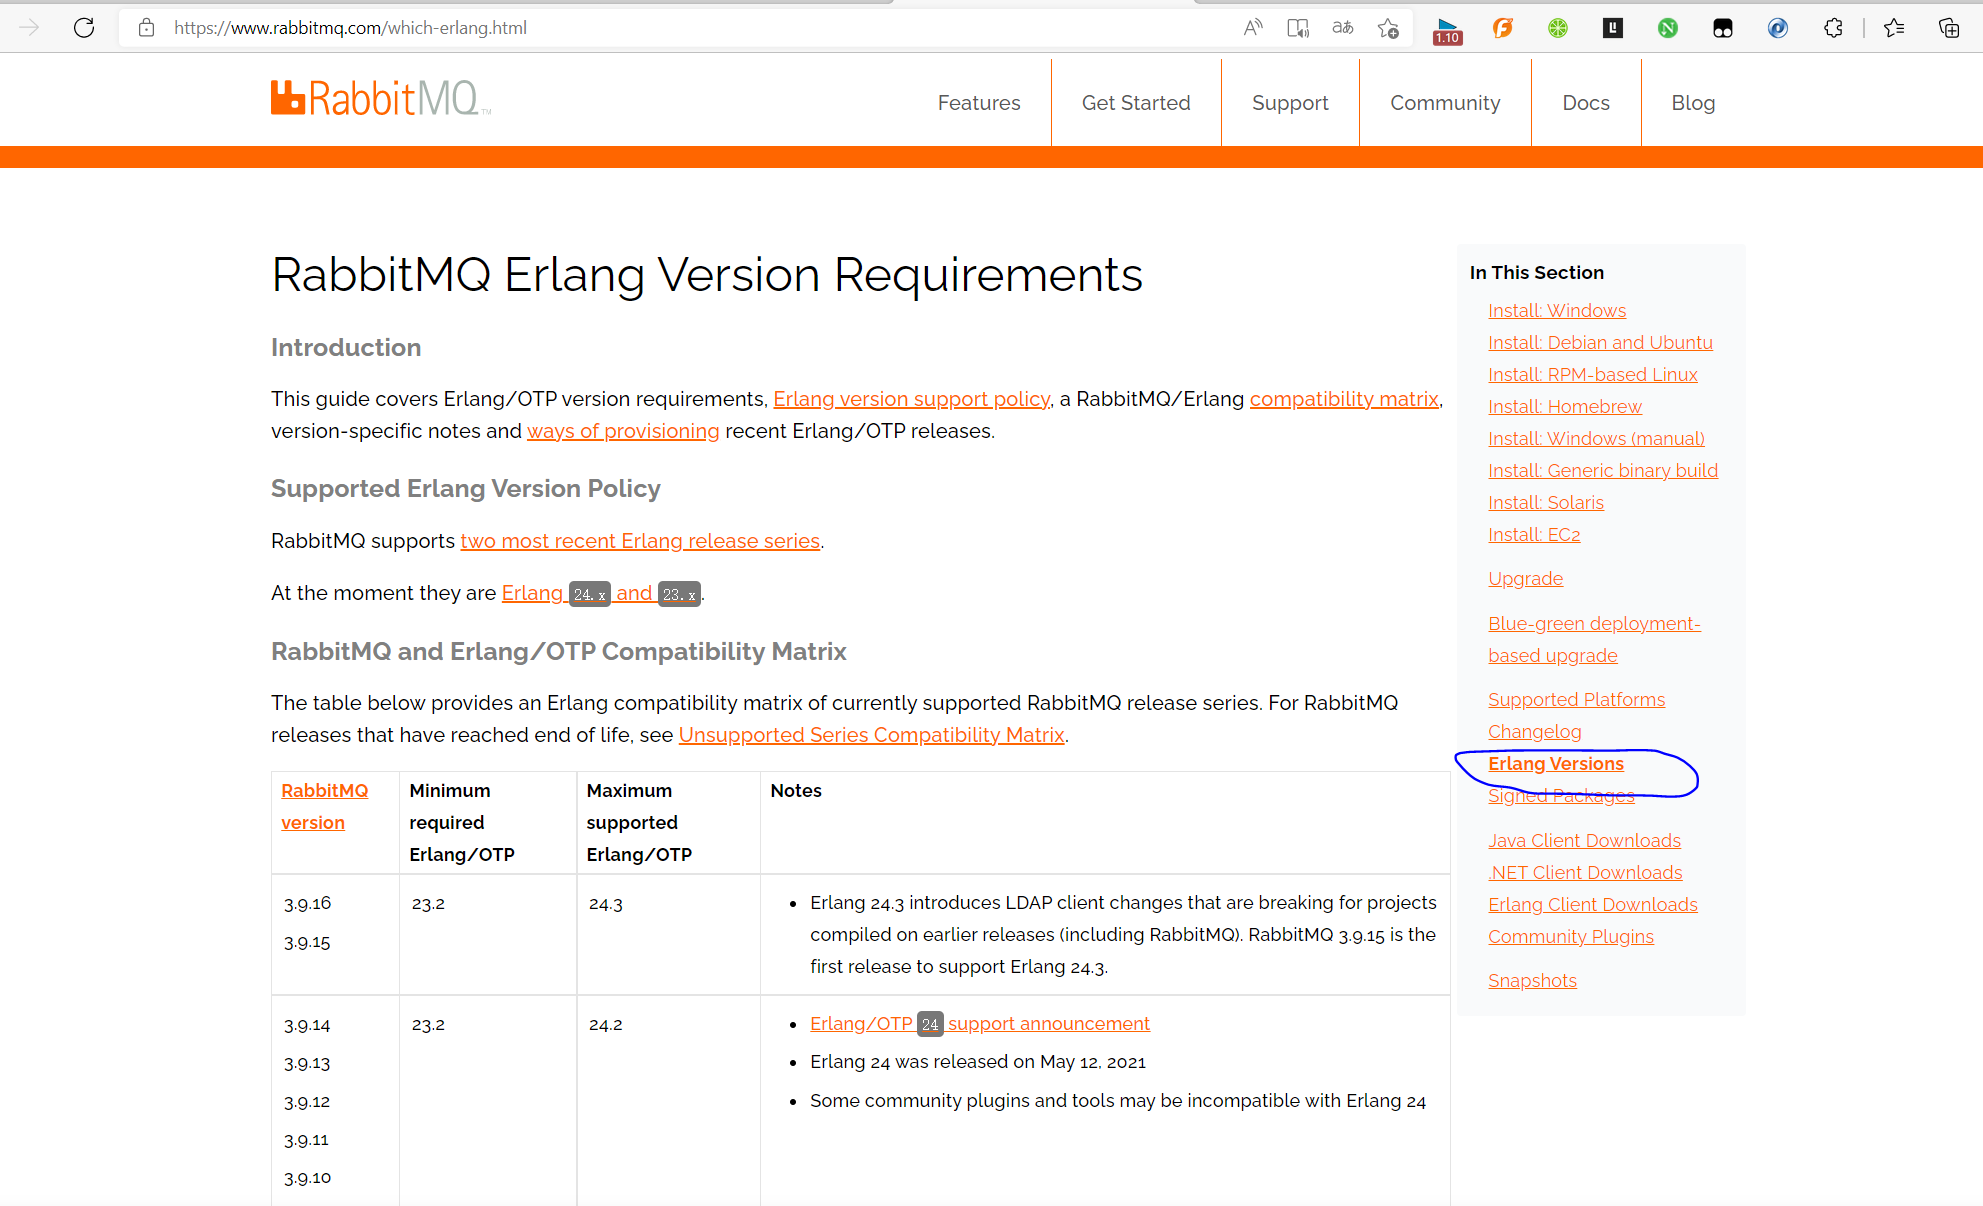 https://www.rabbitmq.com/which-erlang.html
1.10
RabbitMQ™
Features
Get Started
Support
Community
Docs
Blog
RabbitMQ Erlang Version Requirements
Introduction
This guide covers Erlang/OTP version requirements, Erlang version support policy, a RabbitMQ/Erlang compatibility matrix,
version-specific notes and ways of provisioning recent Erlang/OTP releases.
Supported Erlang Version Policy
RabbitMQ supports two most recent Erlang release series.
At the moment they are Erlang 24.x and 23.x.
RabbitMQ and Erlang/OTP Compatibility Matrix
The table below provides an Erlang compatibility matrix of currently supported RabbitMQ release series. For RabbitMQ
releases that have reached end of life, see Unsupported Series Compatibility Matrix.
RabbitMQ
version
Minimum
required
Erlang/OTP
Maximum
supported
Erlang/OTP
Notes
3.9.16
3.9.15
23.2
24.3
• Erlang 24.3 introduces LDAP client changes that are breaking for projects
compiled on earlier releases (including RabbitMQ). RabbitMQ 3.9.15 is the
first release to support Erlang 24.3.
3.9.14
3.9.13
3.9.12
3.9.11
3.9.10
23.2
24.2
• Erlang/OTP 24 support announcement
• Erlang 24 was released on May 12, 2021
• Some community plugins and tools may be incompatible with Erlang 24
In This Section
Install: Windows
Install: Debian and Ubuntu
Install: RPM-based Linux
Install: Homebrew
Install: Windows (manual)
Install: Generic binary build
Install: Solaris
Install: EC2
Upgrade
Blue-green deployment-
based upgrade
Supported Platforms
Changelog
Erlang Versions
Signed Packages
Java Client Downloads
.NET Client Downloads
Erlang Client Downloads
Community Plugins
Snapshots